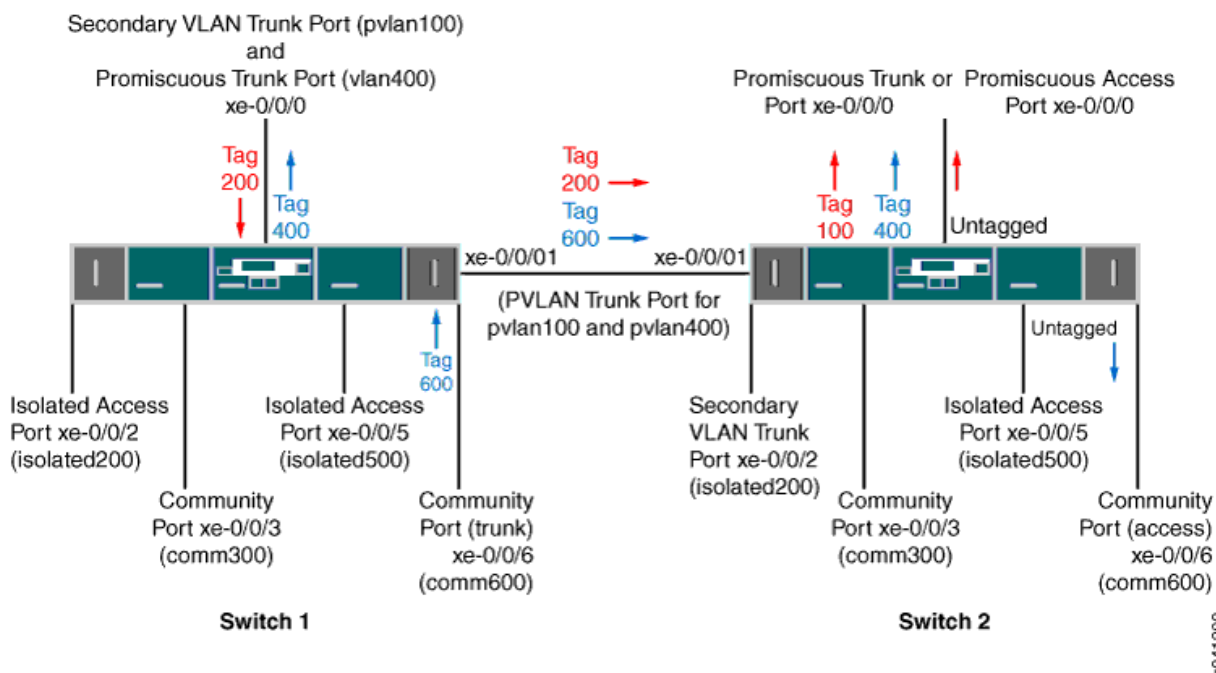 Secondary VLAN Trunk Port (pvlan100)
and
Promiscuous Trunk Port (vlan400)
xe-0/0/0
Promiscuous Trunk or
Port xe-0/0/0
Promiscuous Access
Port xe-0/0/0
Tag
200
Tag
400
Tag
200
Tag
600
Tag
100
Tag
400
Untagged
xe-0/0/01
xe-0/0/01
(PVLAN Trunk Port for
pvlan100 and pvlan400)
Tag
600
Untagged
Isolated Access
Port xe-0/0/2
(isolated200)
Isolated Access
Port xe-0/0/5
(isolated500)
Secondary
VLAN Trunk
Port xe-0/0/2
(isolated200)
Isolated Access
Port xe-0/0/5
(isolated500)
Community
Port xe-0/0/3
(comm300)
Community
Port (trunk)
xe-0/0/6
(comm600)
Community
Port xe-0/0/3
(comm300)
Community
Port (access)
xe-0/0/6
(comm600)
Switch 1
Switch 2